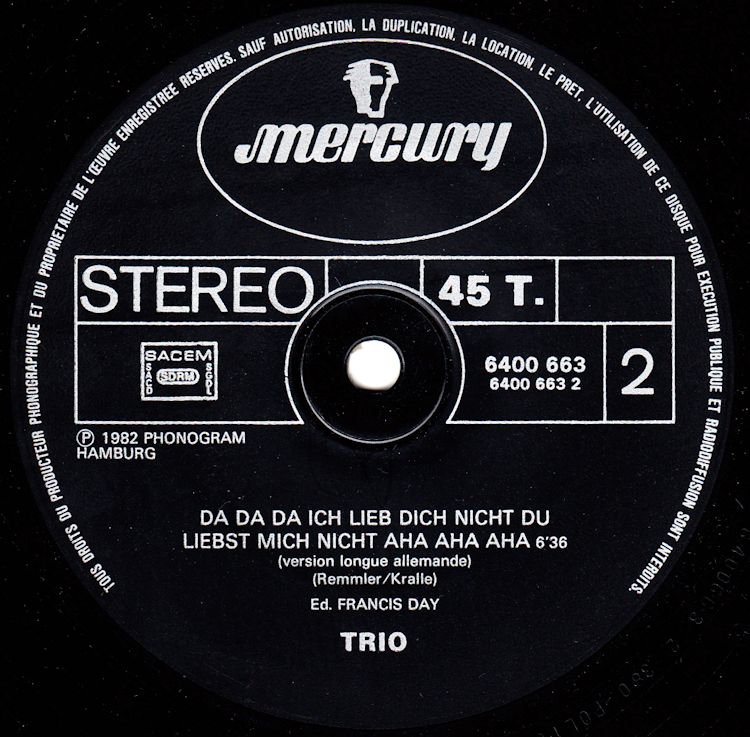 TOUS DROITS DU PRODUCTEUR PHONOGRAPHIQUE ET DU PROPRIETAIRE DE L'ŒUVRE ENREGISTREE RESERVES. SAUF AUTORISATION, LA DUPLICATION, LA LOCATION, LE PRET, L'UTILISATION DE CE DISQUE POUR EXECUTION PUBLIQUE ET RADIODIFFUSION SONT INTERDITS.
mercury
STEREO
45 T.
SACEM
SACD
SDRM
SGDL
6400 663
6400 663 2
2
Ⓟ 1982 PHONOGRAM
HAMBURG
DA DA DA ICH LIEB DICH NICHT DU
LIEBST MICH NICHT AHA AHA AHA 6'36
(version longue allemande)
(Remmler/Kralle)
Ed. FRANCIS DAY
TRIO